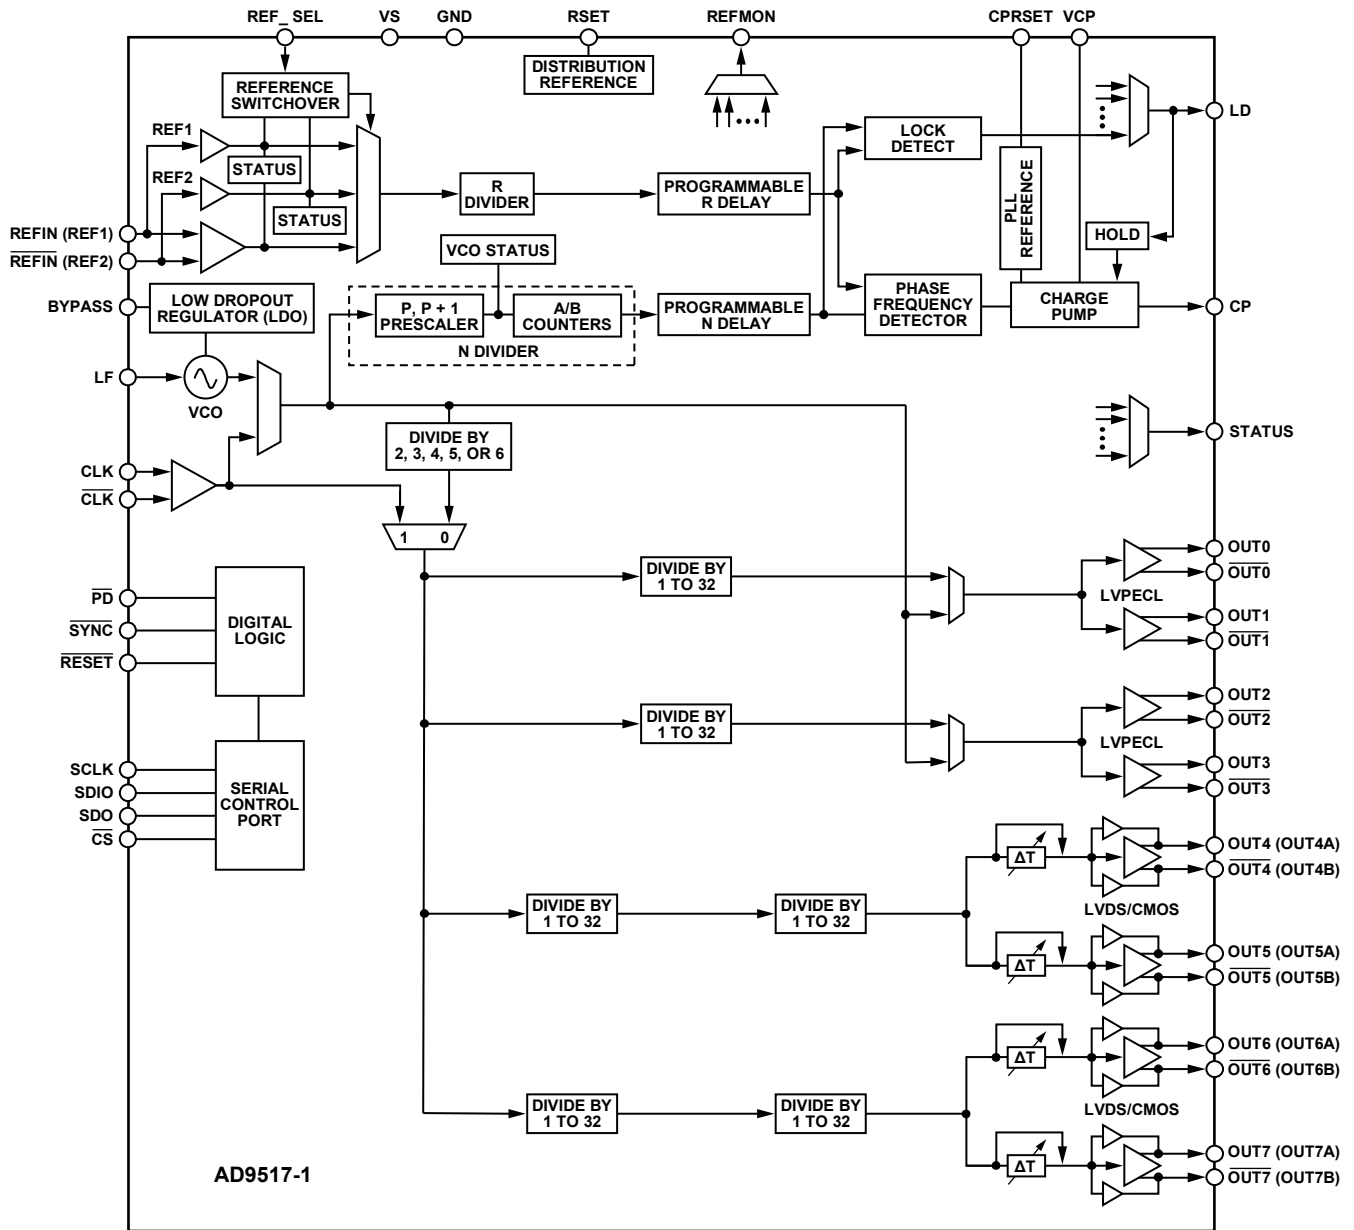 REF_ SEL VS GND RSET REFMON CPRSET VCP
DISTRIBUTION
REFERENCE
REFERENCE
SWITCHOVER
REF1
STATUS
REF2
STATUS
REFIN (REF1)
REFIN (REF2)
R
DIVIDER
PROGRAMMABLE
R DELAY
LOCK
DETECT
LD
PLL
REFERENCE
HOLD
VCO STATUS
BYPASS
LOW DROPOUT
REGULATOR (LDO)
P, P + 1
PRESCALER
A/B
COUNTERS
N DIVIDER
PROGRAMMABLE
N DELAY
PHASE
FREQUENCY
DETECTOR
CHARGE
PUMP
CP
LF
VCO
STATUS
DIVIDE BY
2, 3, 4, 5, OR 6
CLK
CLK
1 0
DIVIDE BY
1 TO 32
LVPECL
OUT0
OUT0
OUT1
OUT1
PD
SYNC
RESET
DIGITAL
LOGIC
DIVIDE BY
1 TO 32
LVPECL
OUT2
OUT2
OUT3
OUT3
SCLK
SDIO
SDO
CS
SERIAL
CONTROL
PORT
DIVIDE BY
1 TO 32
DIVIDE BY
1 TO 32
ΔT
OUT4 (OUT4A)
OUT4 (OUT4B)
LVDS/CMOS
ΔT
OUT5 (OUT5A)
OUT5 (OUT5B)
DIVIDE BY
1 TO 32
DIVIDE BY
1 TO 32
ΔT
OUT6 (OUT6A)
OUT6 (OUT6B)
LVDS/CMOS
ΔT
OUT7 (OUT7A)
OUT7 (OUT7B)
AD9517-1